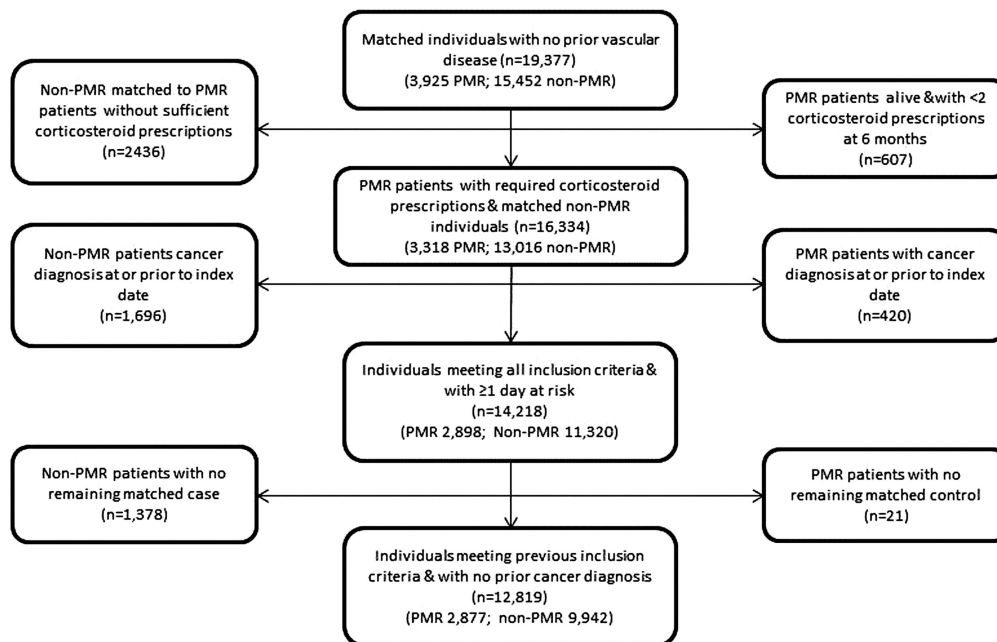 Matched individuals with no prior vascular
disease (n=19,377)
(3,925 PMR; 15,452 non-PMR)
Non-PMR matched to PMR
patients without sufficient
corticosteroid prescriptions
(n=2436)
PMR patients alive &with <2
corticosteroid prescriptions
at 6 months
(n=607)
PMR patients with required corticosteroid
prescriptions & matched non-PMR
individuals (n=16,334)
(3,318 PMR; 13,016 non-PMR)
Non-PMR patients cancer
diagnosis at or prior to index
date
(n=1,696)
PMR patients with cancer
diagnosis at or prior to index
date
(n=420)
Individuals meeting all inclusion criteria &
with ≥1 day at risk
(n=14,218)
(PMR 2,898; Non-PMR 11,320)
Non-PMR patients with no
remaining matched case
(n=1,378)
PMR patients with no
remaining matched control
(n=21)
Individuals meeting previous inclusion
criteria & with no prior cancer diagnosis
(n=12,819)
(PMR 2,877; non-PMR 9,942)